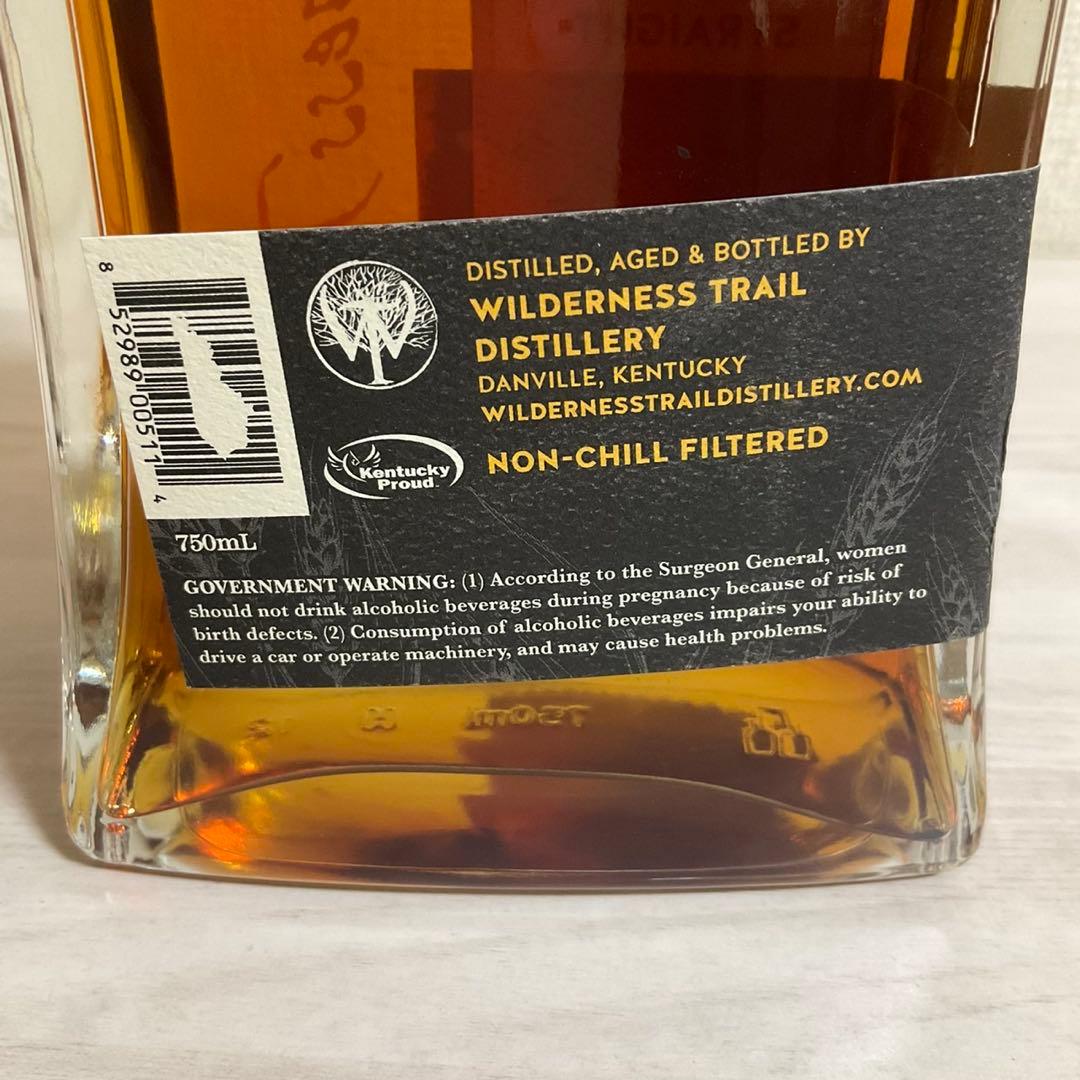 STRAIGHT
DISTILLED, AGED & BOTTLED BY
WILDERNESS TRAIL
DISTILLERY
DANVILLE, KENTUCKY
WILDERNESSTRAILDISTILLERY.COM
Kentucky
Proud
NON-CHILL FILTERED
8 52989 00511 4
750mL
GOVERNMENT WARNING: (1) According to the Surgeon General, women
should not drink alcoholic beverages during pregnancy because of risk of
birth defects. (2) Consumption of alcoholic beverages impairs your ability to
drive a car or operate machinery, and may cause health problems.
750ml